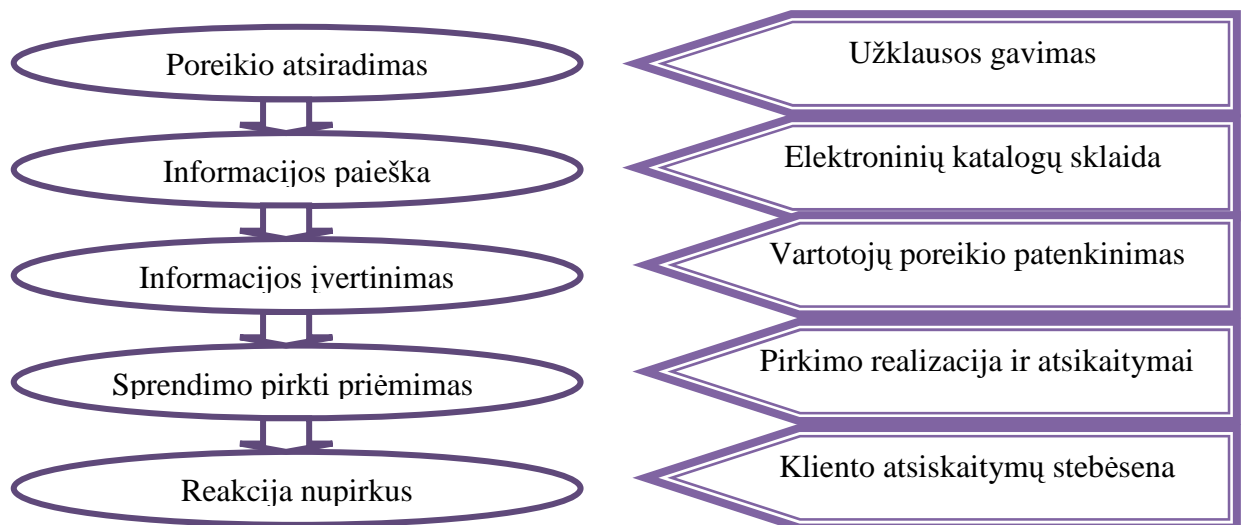 Poreikio atsiradimas
Užklausos gavimas
Informacijos paieška
Elektroninių katalogų sklaida
Informacijos įvertinimas
Vartotojų poreikio patenkinimas
Sprendimo pirkti priėmimas
Pirkimo realizacija ir atsikaitymai
Reakcija nupirkus
Kliento atsiskaitymų stebėsena